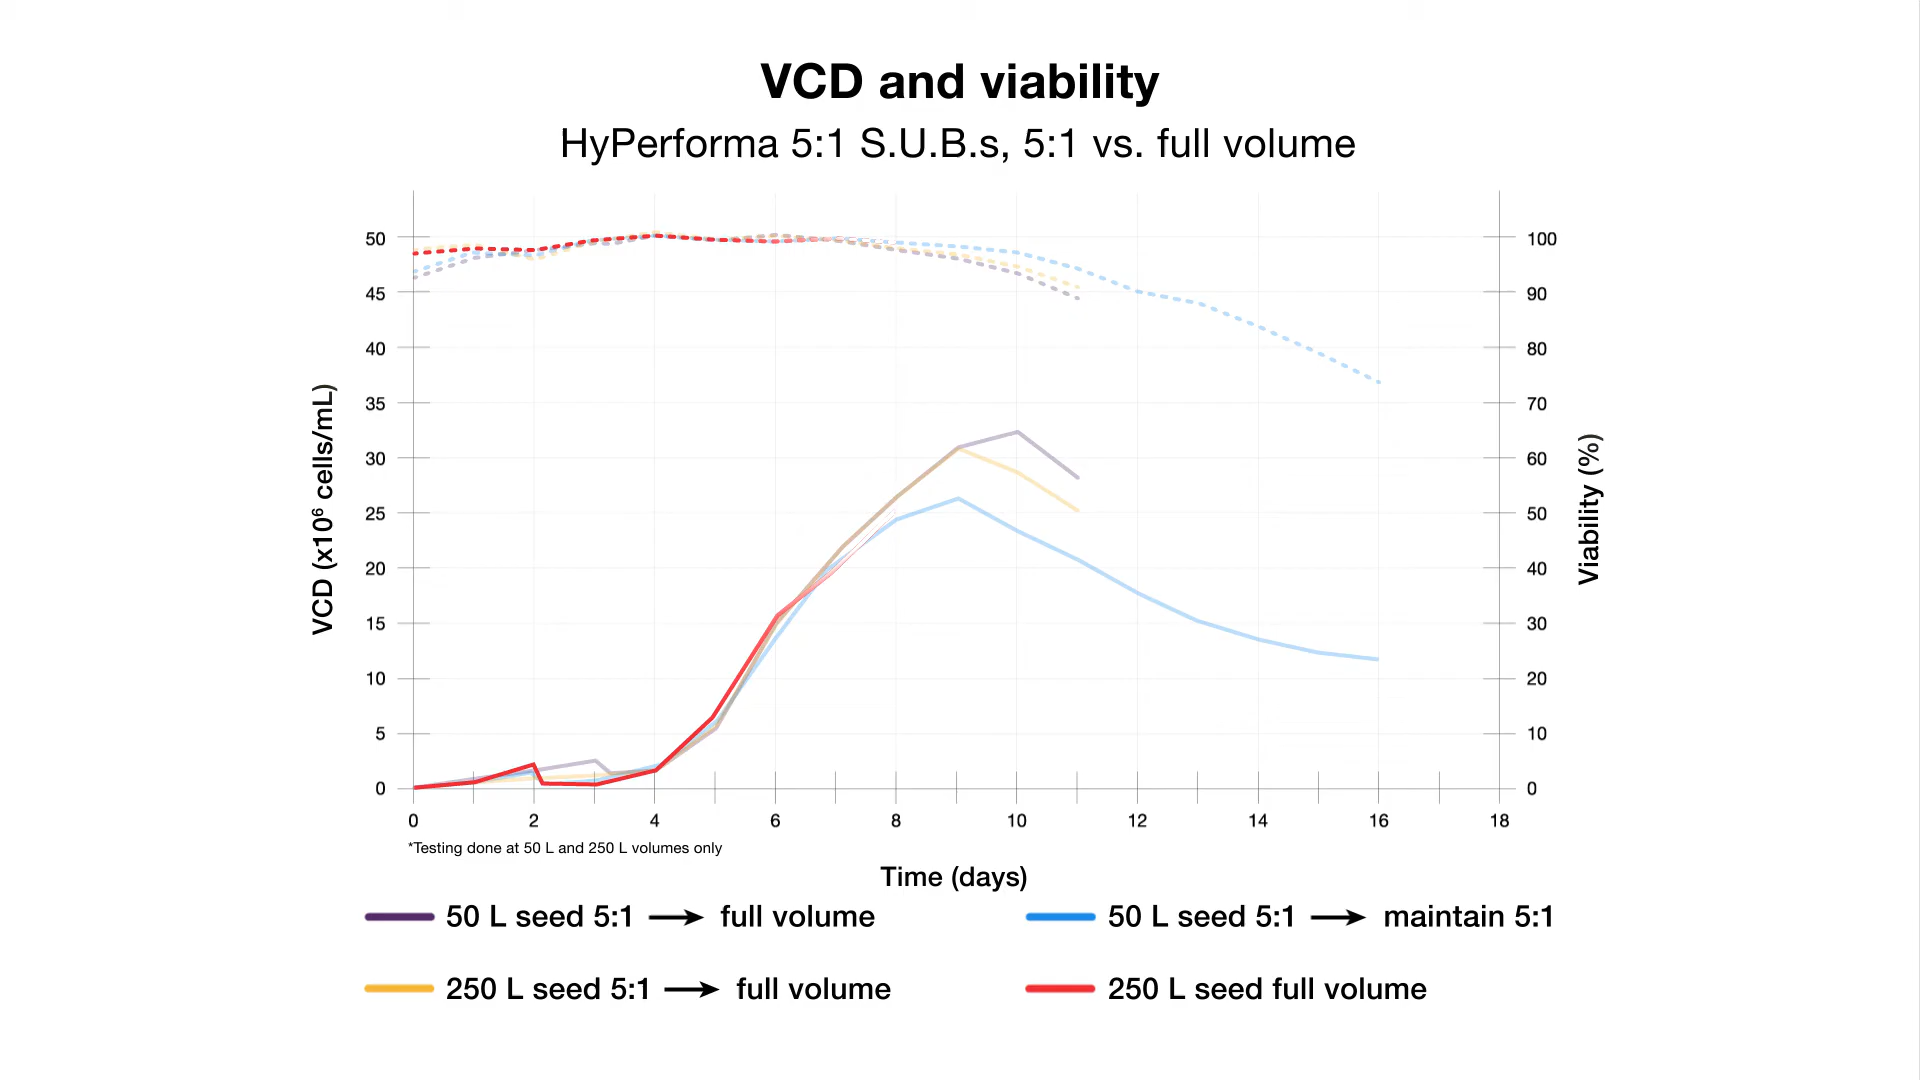 VCD and viability
HyPerforma 5:1 S.U.B.s, 5:1 vs. full volume
VCD (x10⁶ cells/mL)
50
45
40
35
30
25
20
15
10
5
0
100
90
80
70
60
50
40
30
20
10
0
Viability (%)
0 2 4 6 8 10 12 14 16 18
*Testing done at 50 L and 250 L volumes only
Time (days)
50 L seed 5:1 → full volume
50 L seed 5:1 → maintain 5:1
250 L seed 5:1 → full volume
250 L seed full volume